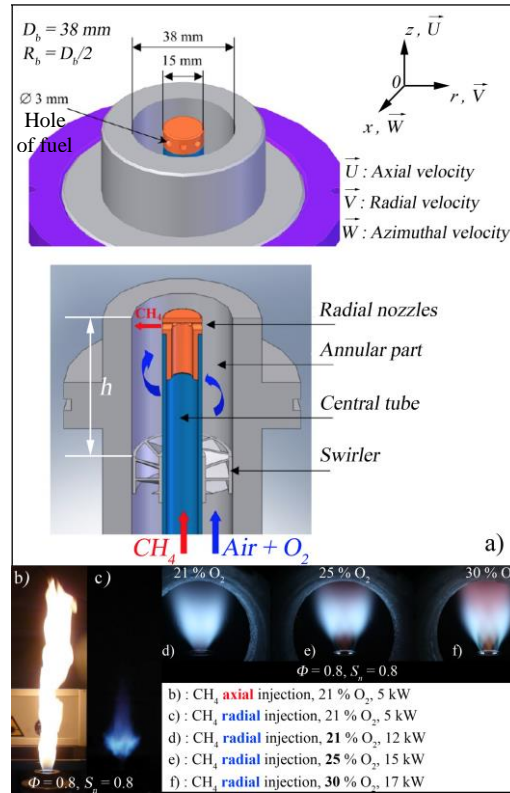 D_b = 38 mm
R_b = D_b/2
38 mm
15 mm
Ø 3 mm
Hole
of fuel
z, U
0
r, V
x, W
U : Axial velocity
V : Radial velocity
W : Azimuthal velocity
CH4
h
Radial nozzles
Annular part
Central tube
Swirler
CH4
Air + O2
a)
b)
c)
21 % O2
25 % O2
30 % O
d)
e)
f)
Φ = 0.8, S_n = 0.8
Φ = 0.8, S_n = 0.8
b) : CH4 axial injection, 21 % O2, 5 kW
c) : CH4 radial injection, 21 % O2, 5 kW
d) : CH4 radial injection, 21 % O2, 12 kW
e) : CH4 radial injection, 25 % O2, 15 kW
f) : CH4 radial injection, 30 % O2, 17 kW